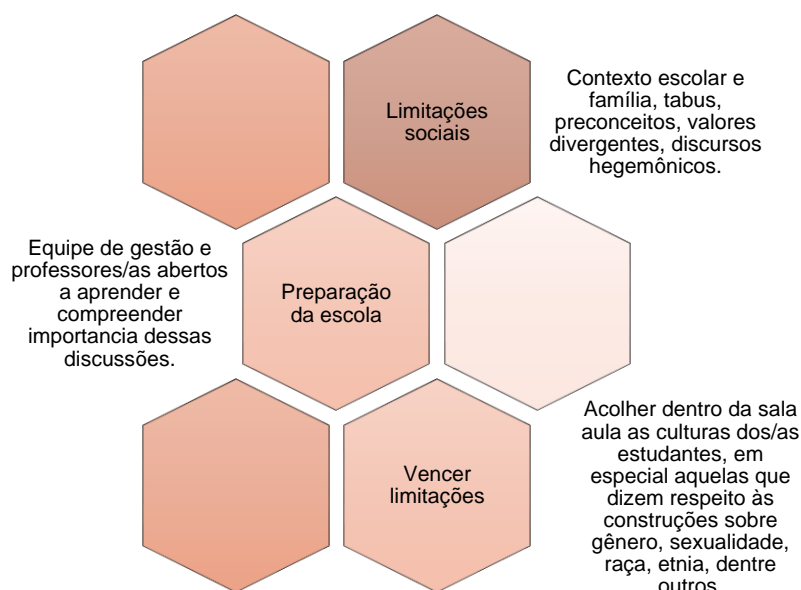 Limitações
sociais
Contexto escolar e
família, tabus,
preconceitos, valores
divergentes, discursos
hegemônicos.
Equipe de gestão e
professores/as abertos
a aprender e
compreender
importancia dessas
discussões.
Preparação
da escola
Vencer
limitações
Acolher dentro da sala
aula as culturas dos/as
estudantes, em
especial aquelas que
dizem respeito às
construções sobre
gênero, sexualidade,
raça, etnia, dentre
outros